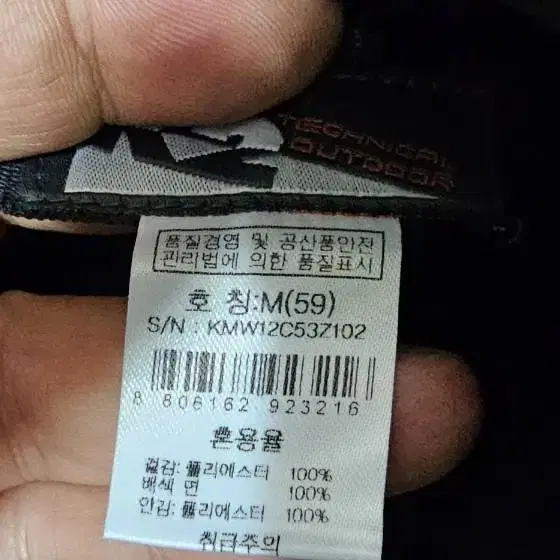 K2
TECHNICAL
OUTDOOR
품질경영 및 공산품안전
관리법에 의한 품질표시
호 칭:M(59)
S/N : KMW12C53Z102
8 806162 923216
혼용율
겉감: 폴리에스터 100%
배색 면 100%
안감: 폴리에스터 100%
취급주의